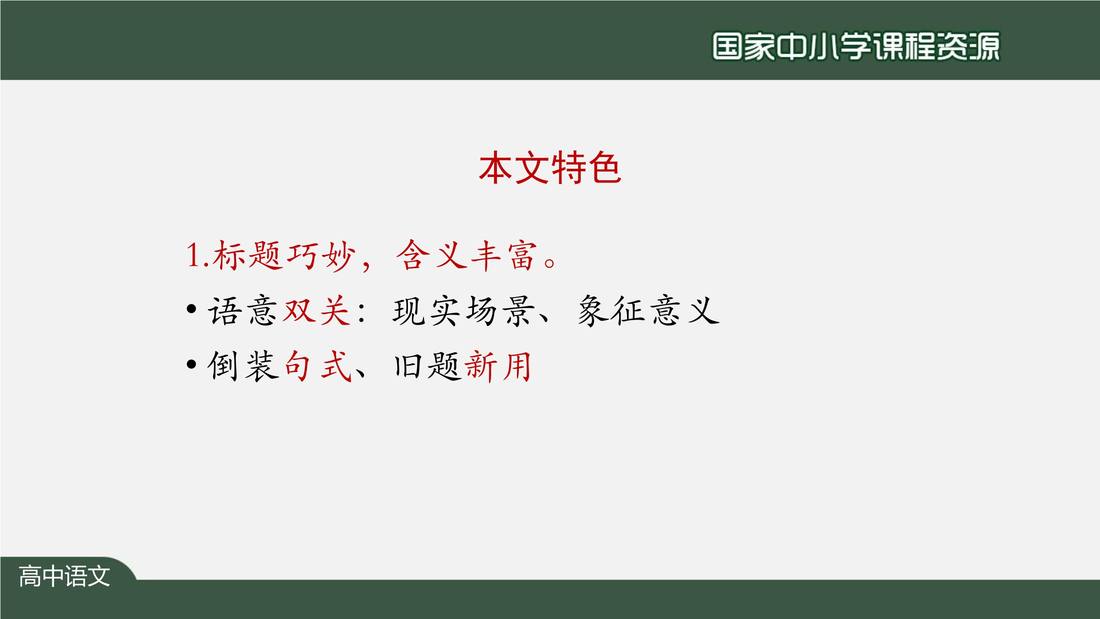 国家中小学课程资源
本文特色
1.标题巧妙，含义丰富。
•语意双关：现实场景、象征意义
•倒装句式、旧题新用
高中语文